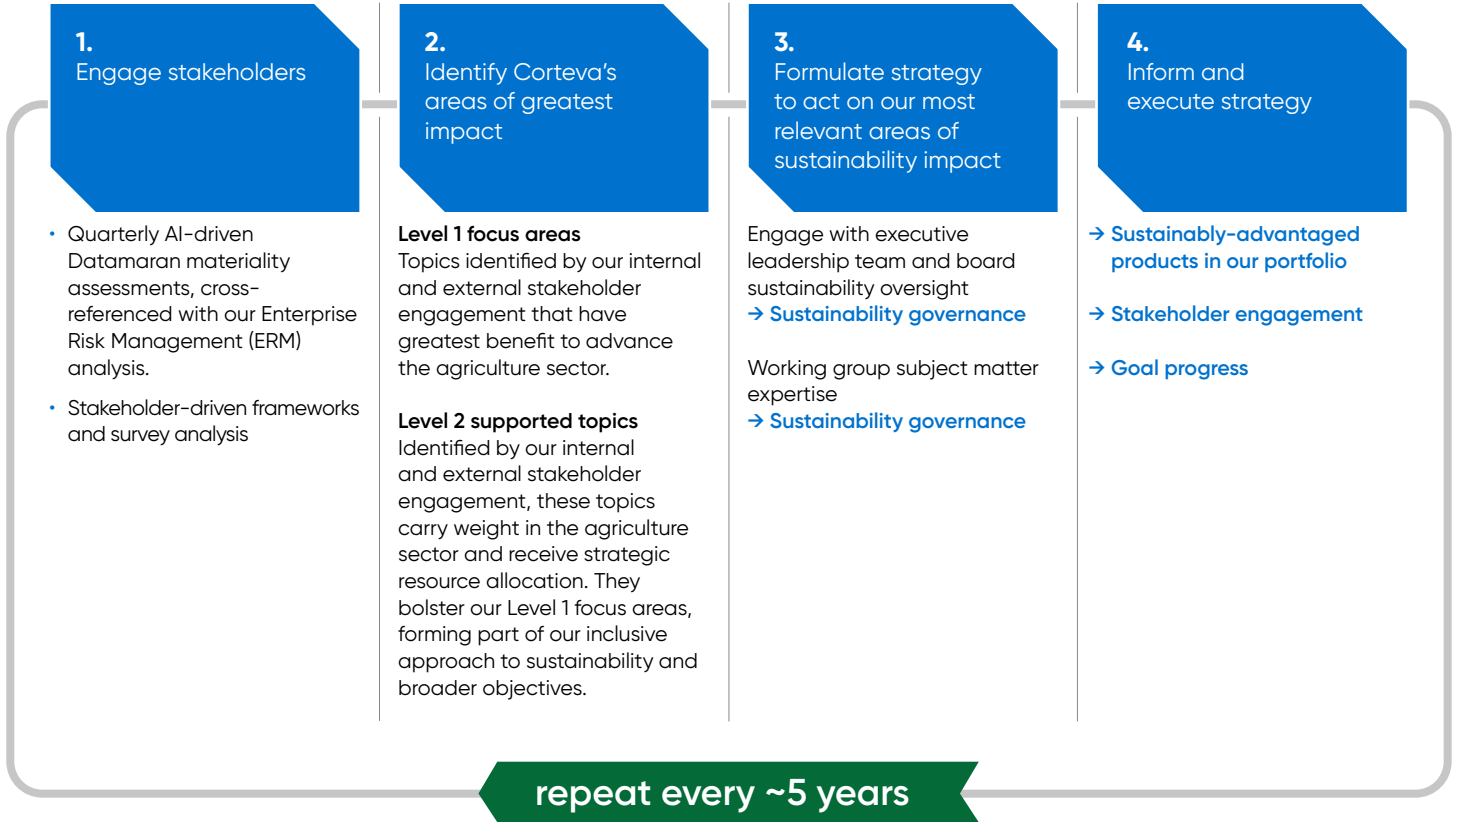 1.
Engage stakeholders
• Quarterly AI-driven
Datamaran materiality
assessments, cross-
referenced with our Enterprise
Risk Management (ERM)
analysis.
• Stakeholder-driven frameworks
and survey analysis
2.
Identify Corteva’s
areas of greatest
impact
Level 1 focus areas
Topics identified by our internal
and external stakeholder
engagement that have
greatest benefit to advance
the agriculture sector.
Level 2 supported topics
Identified by our internal
and external stakeholder
engagement, these topics
carry weight in the agriculture
sector and receive strategic
resource allocation. They
bolster our Level 1 focus areas,
forming part of our inclusive
approach to sustainability and
broader objectives.
3.
Formulate strategy
to act on our most
relevant areas of
sustainability impact
Engage with executive
leadership team and board
sustainability oversight
→ Sustainability governance
Working group subject matter
expertise
→ Sustainability governance
4.
Inform and
execute strategy
→ Sustainably-advantaged
products in our portfolio
→ Stakeholder engagement
→ Goal progress
repeat every ~5 years